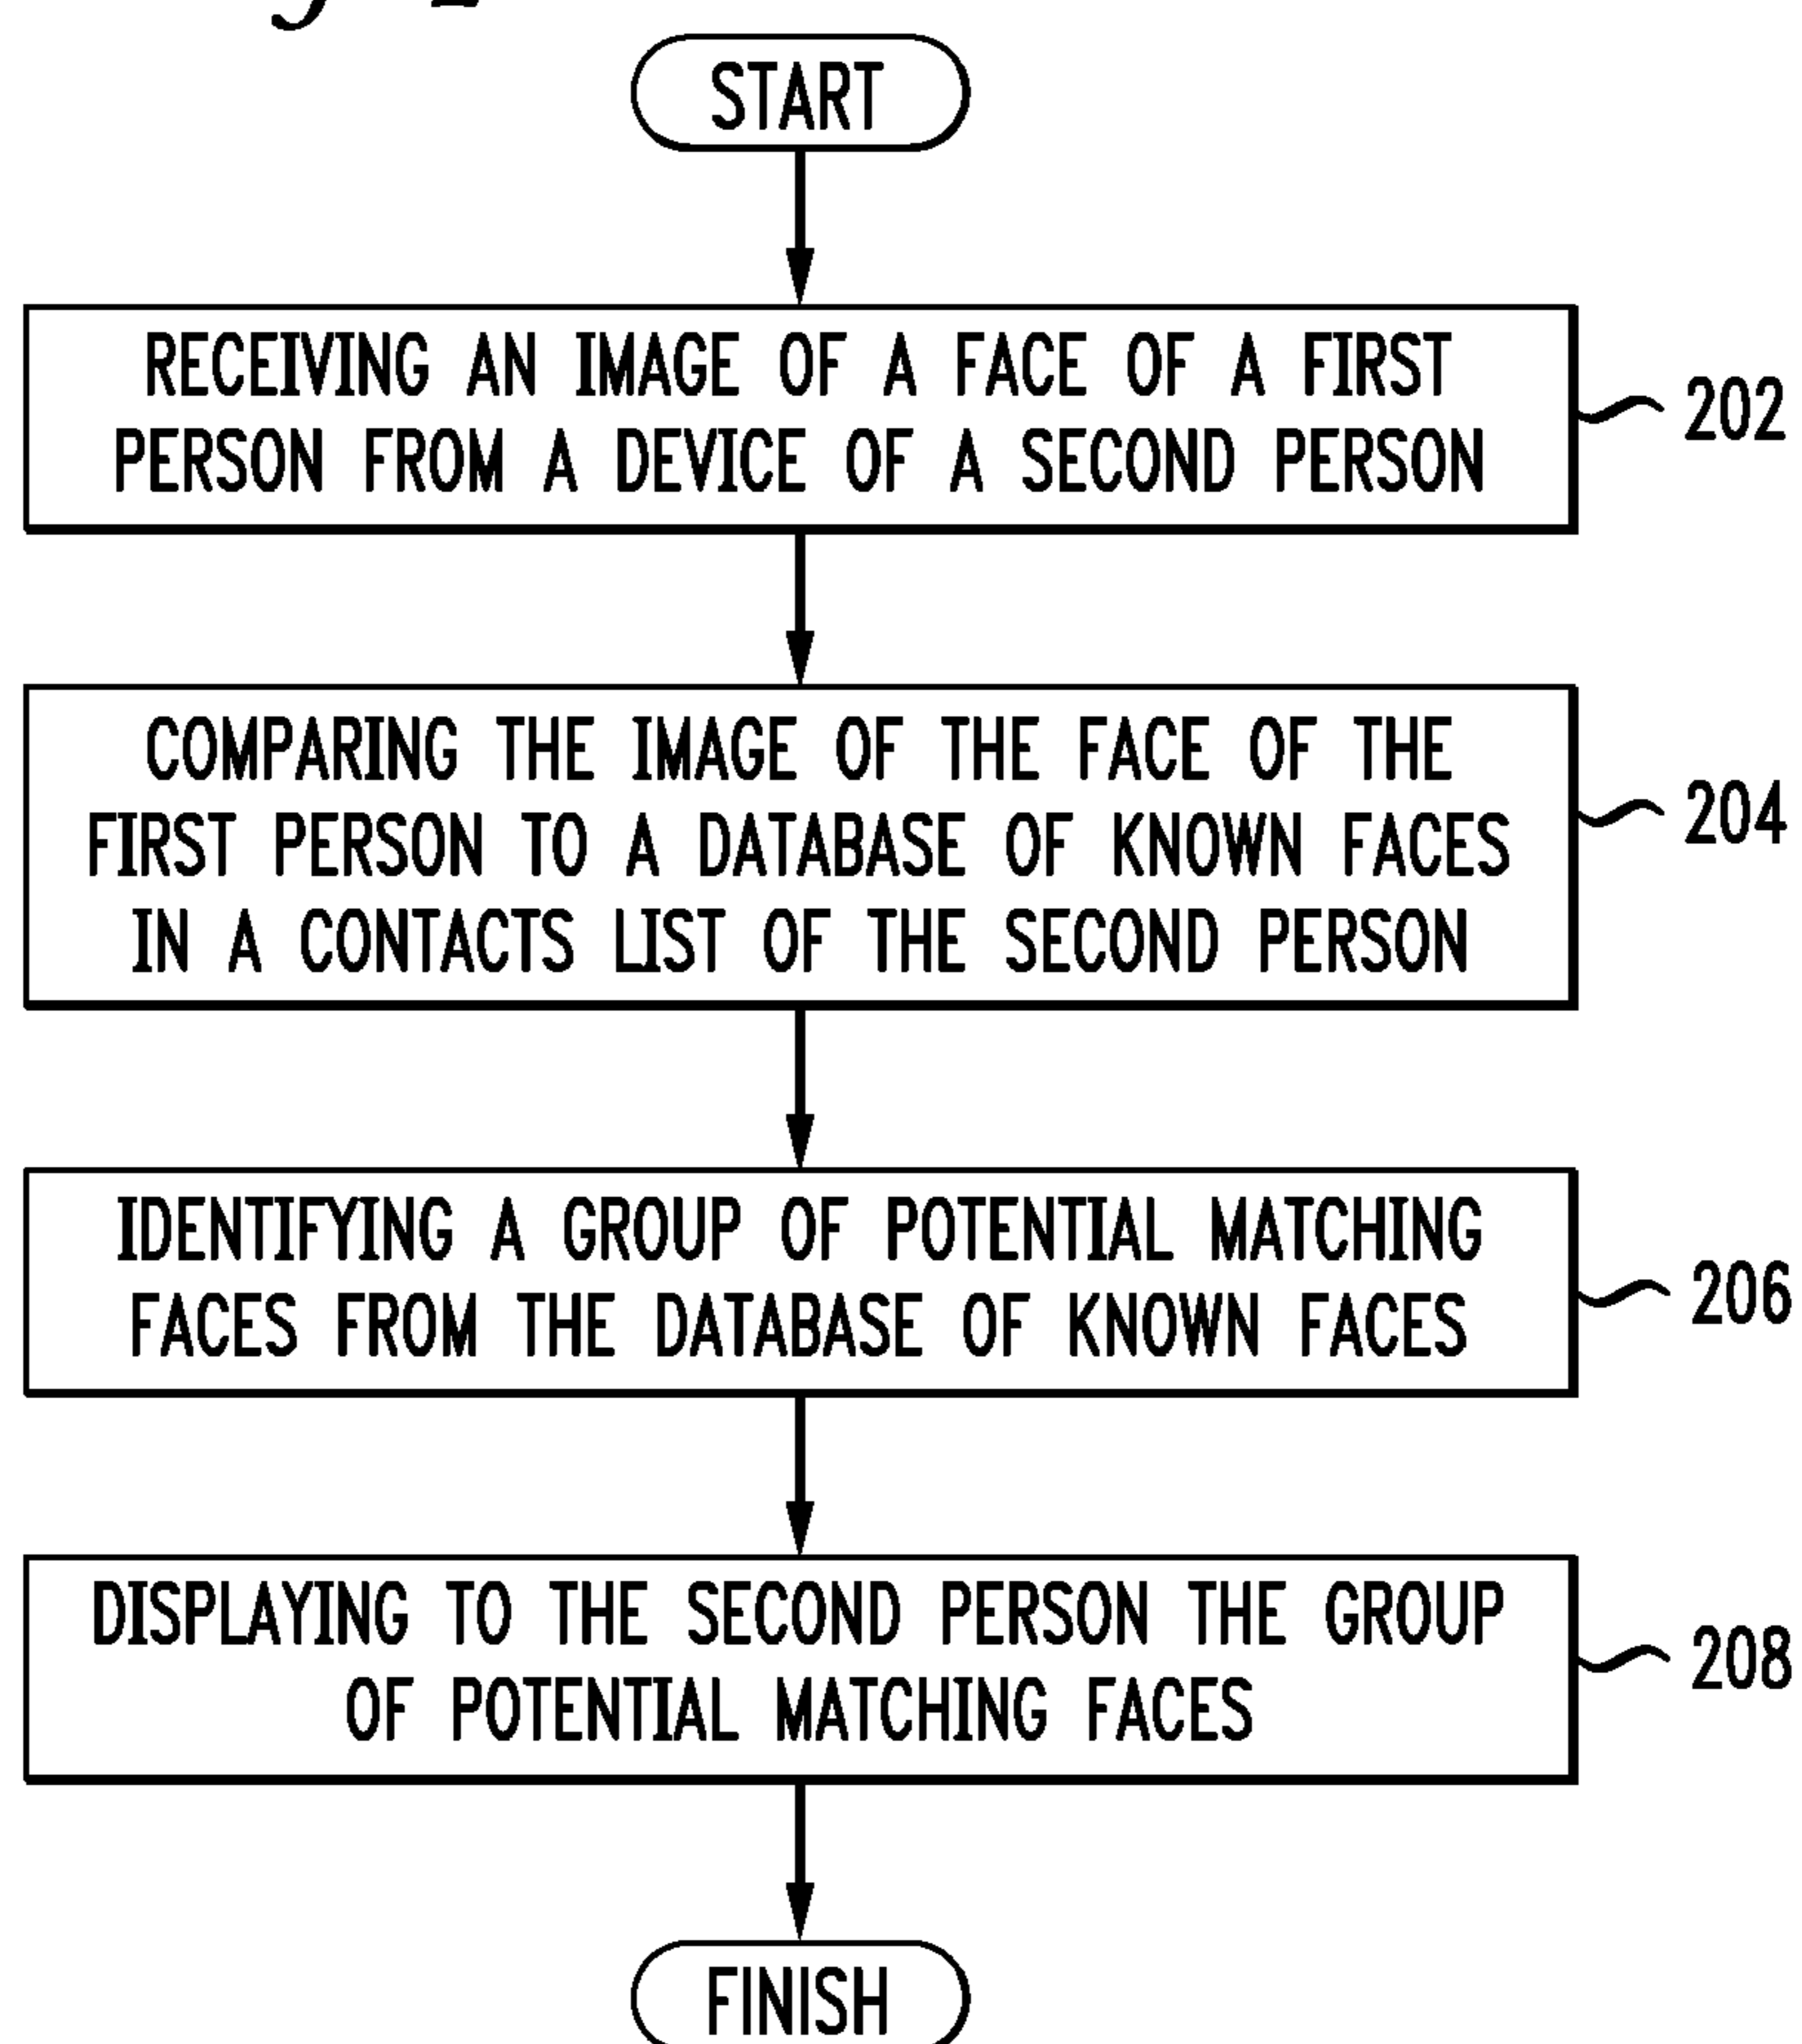 START
RECEIVING AN IMAGE OF A FACE OF A FIRST
PERSON FROM A DEVICE OF A SECOND PERSON
202
COMPARING THE IMAGE OF THE FACE OF THE
FIRST PERSON TO A DATABASE OF KNOWN FACES
IN A CONTACTS LIST OF THE SECOND PERSON
204
IDENTIFYING A GROUP OF POTENTIAL MATCHING
FACES FROM THE DATABASE OF KNOWN FACES
206
DISPLAYING TO THE SECOND PERSON THE GROUP
OF POTENTIAL MATCHING FACES
208
FINISH